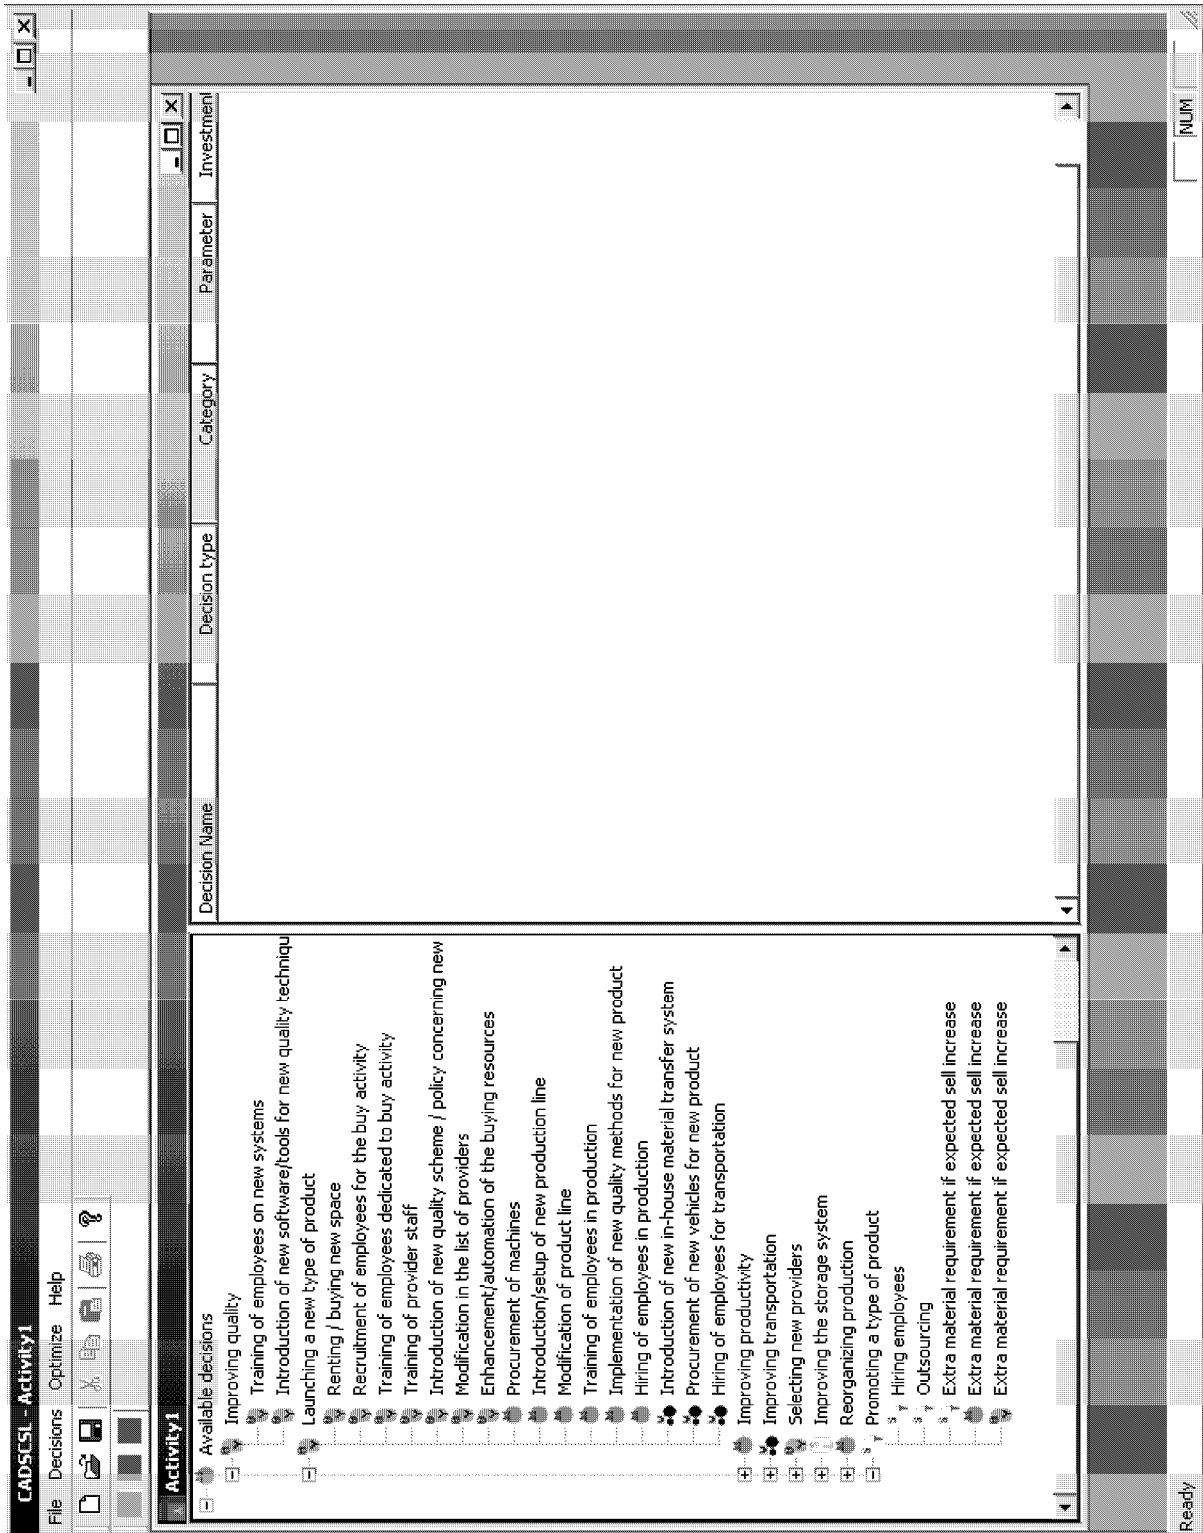 CADSCSL - Activity1
File Decisions Optimize Help
Activity1
Available decisions
Improving quality
Training of employees on new systems
Introduction of new software/tools for new quality techniqu
Launching a new type of product
Renting / buying new space
Recruitment of employees for the buy activity
Training of employees dedicated to buy activity
Training of provider staff
Introduction of new quality scheme / policy concerning new
Modification in the list of providers
Enhancement/automation of the buying resources
Procurement of machines
Introduction/setup of new production line
Modification of product line
Training of employees in production
Implementation of new quality methods for new product
Hiring of employees in production
Introduction of new in-house material transfer system
Procurement of new vehicles for new product
Hiring of employees for transportation
Improving productivity
Improving transportation
Selecting new providers
Improving the storage system
Reorganizing production
Promoting a type of product
Hiring employees
Outsourcing
Extra material requirement if expected sell increase
Extra material requirement if expected sell increase
Extra material requirement if expected sell increase
Decision Name Decision type Category Parameter Investment
Ready NUM